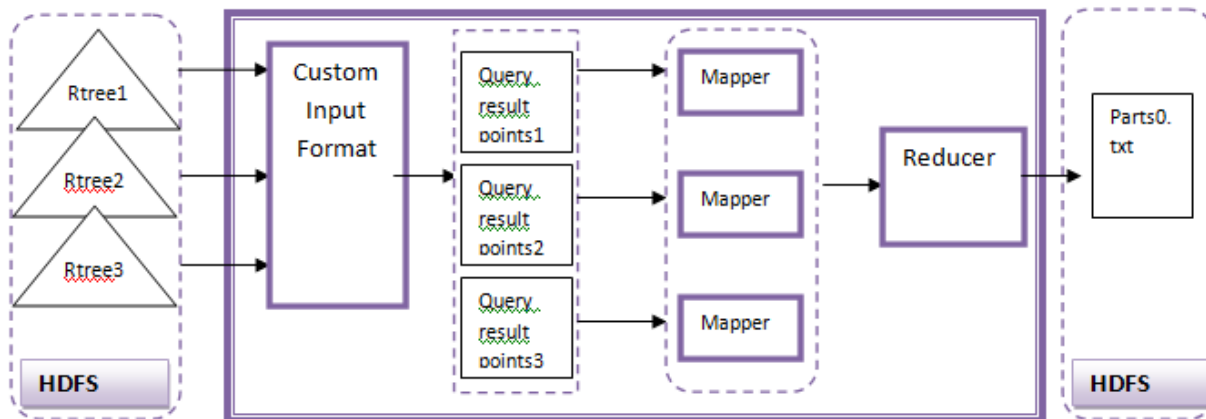 Rtree1
Rtree2
Rtree3
HDFS
Custom
Input
Format
Query
result
points1
Query
result
points2
Query
result
points3
Mapper
Mapper
Mapper
Reducer
Parts0.
txt
HDFS